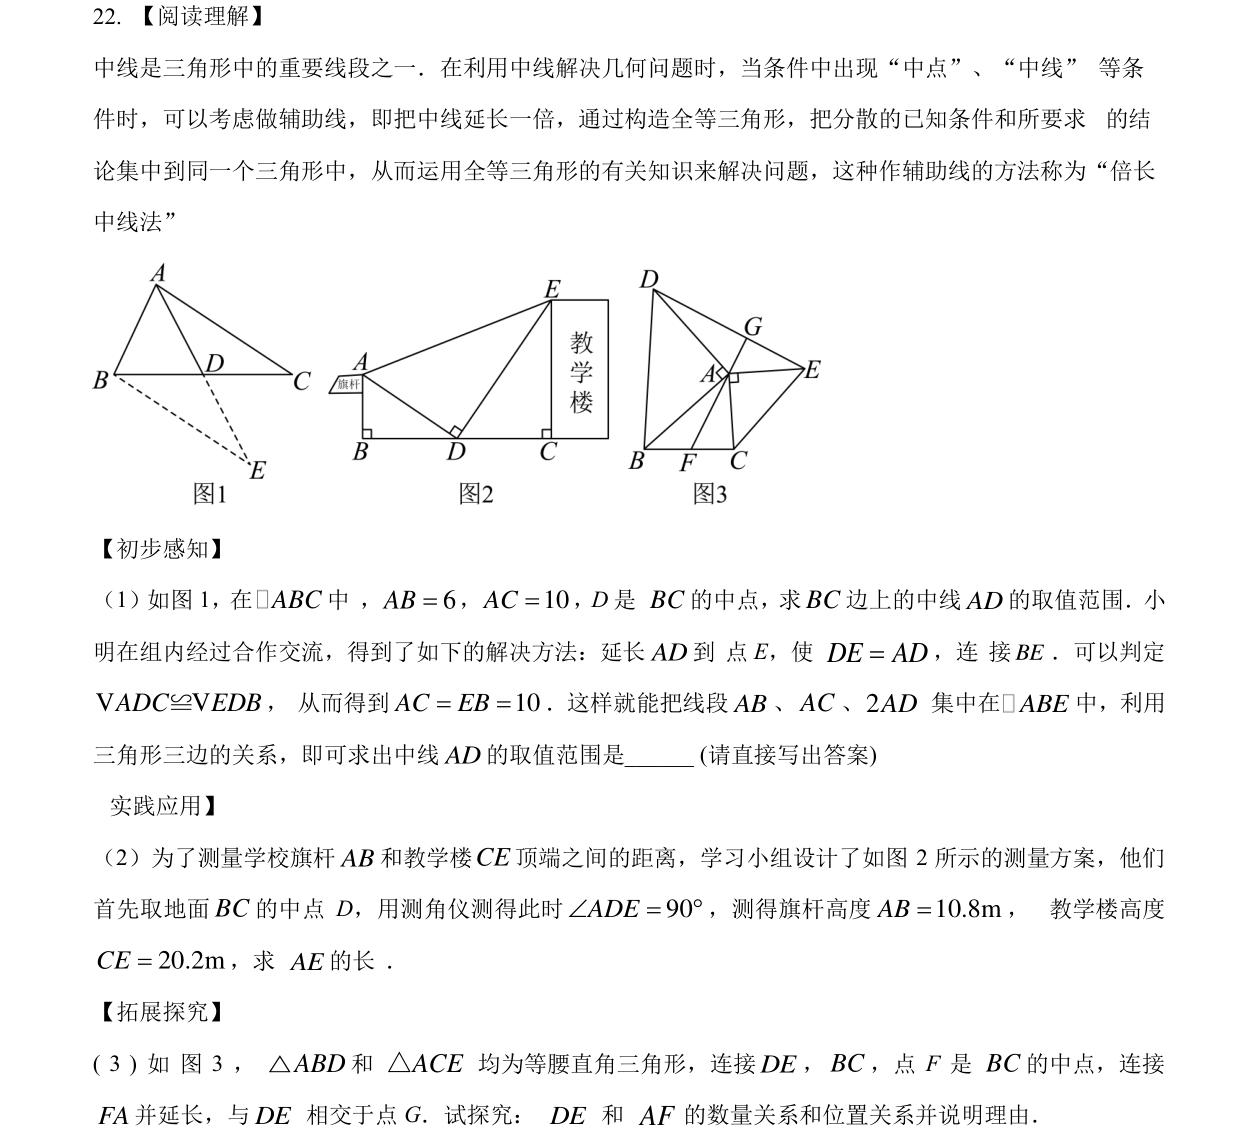 22. 【阅读理解】
中线是三角形中的重要线段之一．在利用中线解决几何问题时，当条件中出现“中点”、“中线” 等条
件时，可以考虑做辅助线，即把中线延长一倍，通过构造全等三角形，把分散的已知条件和所要求 的结
论集中到同一个三角形中，从而运用全等三角形的有关知识来解决问题，这种作辅助线的方法称为“倍长
中线法”
A
B
D
C
E
图1
E
A
旗杆
教学楼
B
D
C
图2
D
G
A
E
B
F
C
图3
【初步感知】
（1）如图 1，在□ABC 中 ，AB = 6，AC = 10，D 是 BC 的中点，求 BC 边上的中线 AD 的取值范围．小
明在组内经过合作交流，得到了如下的解决方法：延长 AD 到 点 E，使 DE = AD，连 接 BE ．可以判定
VADC≌VEDB， 从而得到 AC = EB = 10．这样就能把线段 AB 、AC 、2AD 集中在□ABE 中，利用
三角形三边的关系，即可求出中线 AD 的取值范围是______ (请直接写出答案)
实践应用】
（2）为了测量学校旗杆 AB 和教学楼 CE 顶端之间的距离，学习小组设计了如图 2 所示的测量方案，他们
首先取地面 BC 的中点 D，用测角仪测得此时 ∠ADE = 90°，测得旗杆高度 AB = 10.8m， 教学楼高度
CE = 20.2m，求 AE 的长 ．
【拓展探究】
( 3 ) 如 图 3 ， △ABD 和 △ACE 均为等腰直角三角形，连接 DE，BC，点 F 是 BC 的中点，连接
FA 并延长，与 DE 相交于点 G．试探究： DE 和 AF 的数量关系和位置关系并说明理由．